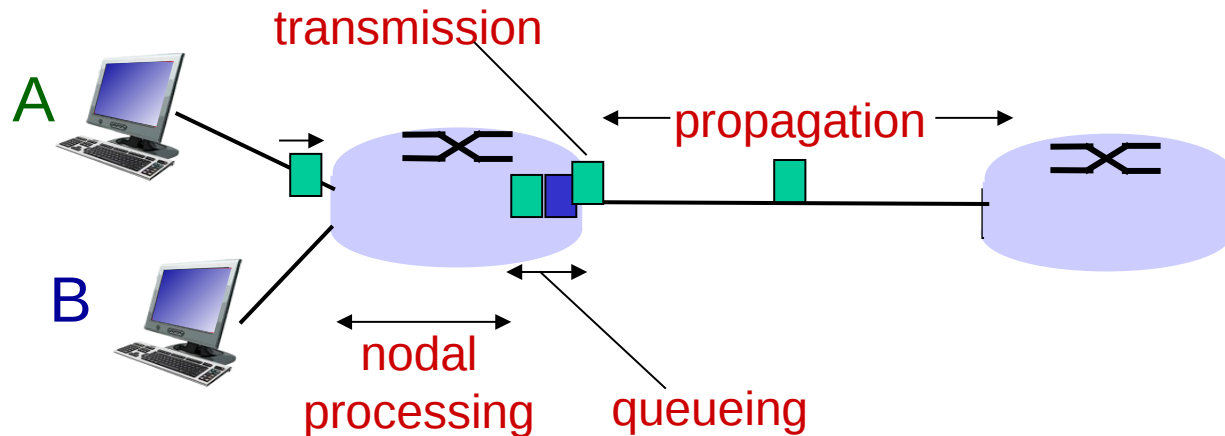 transmission
A
propagation
B
nodal
processing
queueing